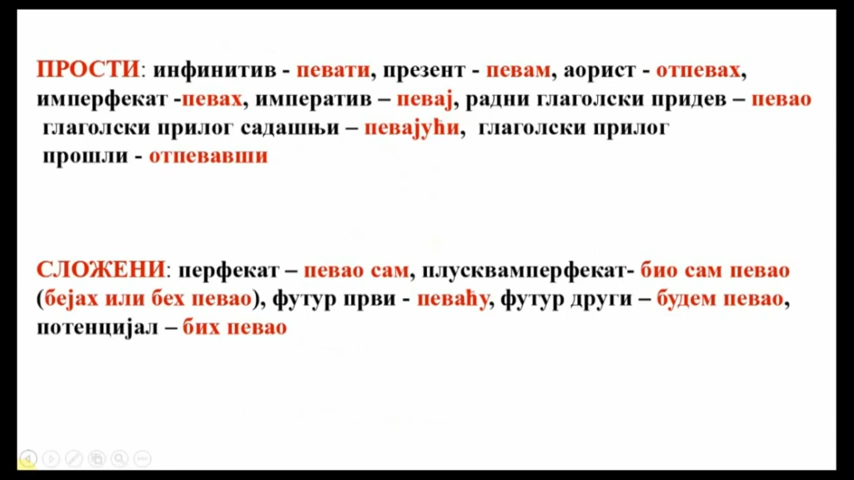 ПРОСТИ: инфинитив - певати, презент - певам, аорист - отпевах,
имперфекат -певах, императив – певај, радни глаголски придев – певао
глаголски прилог садашњи – певајући, глаголски прилог
прошли - отпевавши
СЛОЖЕНИ: перфекат – певао сам, плусквамперфекат- био сам певао
(бејах или бех певао), футур први - певаћу, футур други – будем певао,
потенцијал – бих певао